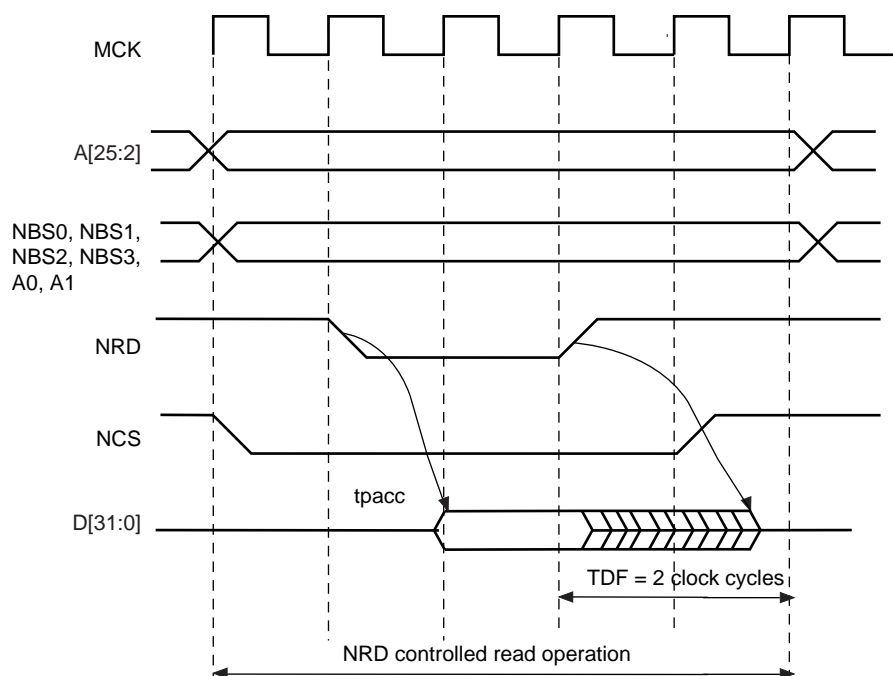 MCK
A[25:2]
NBS0, NBS1,
NBS2, NBS3,
A0, A1
NRD
NCS
tpacc
D[31:0]
TDF = 2 clock cycles
NRD controlled read operation